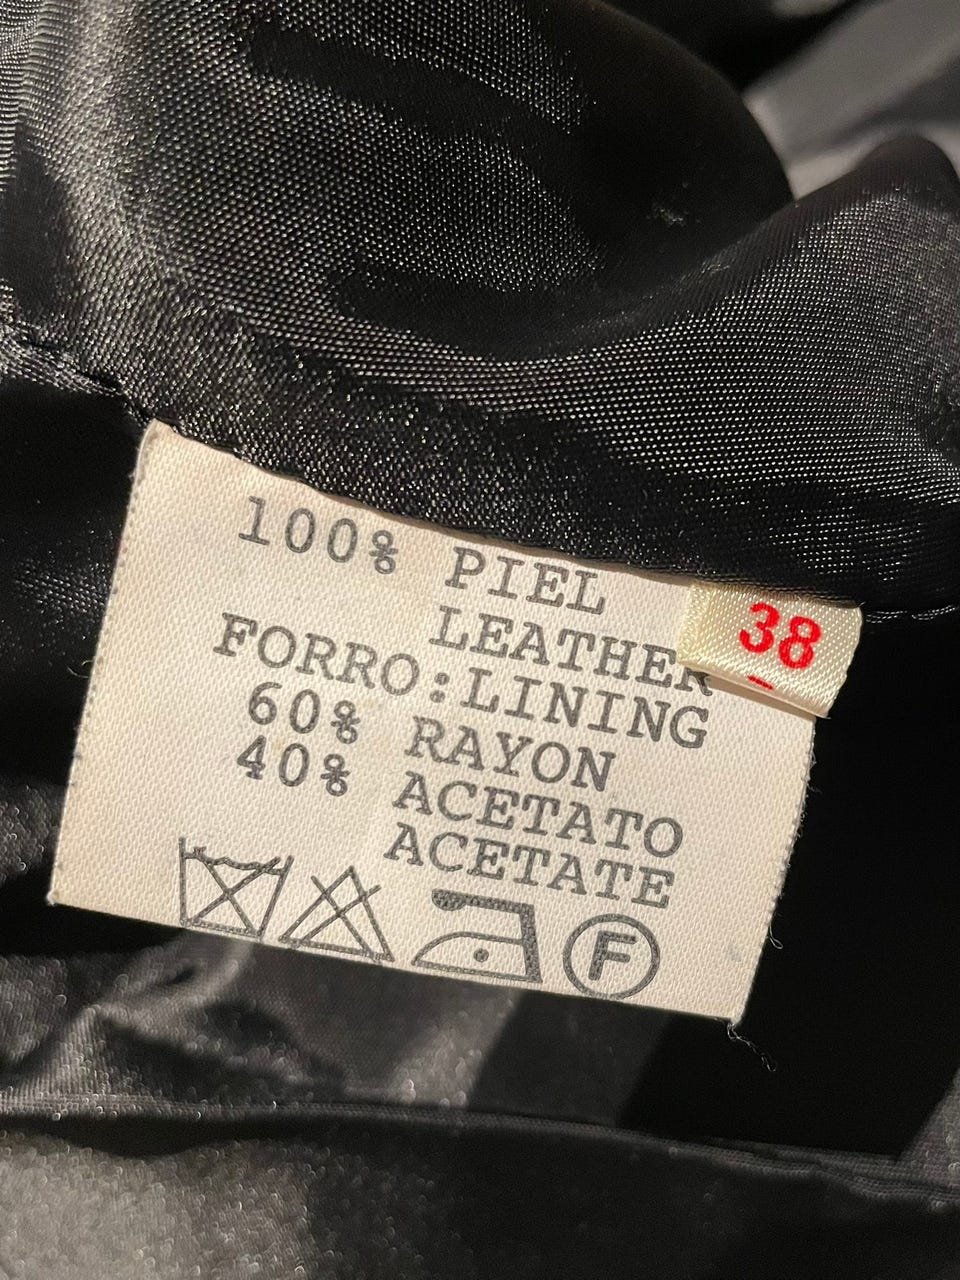 100% PIEL
LEATHER
FORRO:LINING
60% RAYON
40% ACETATO
ACETATE
F
38